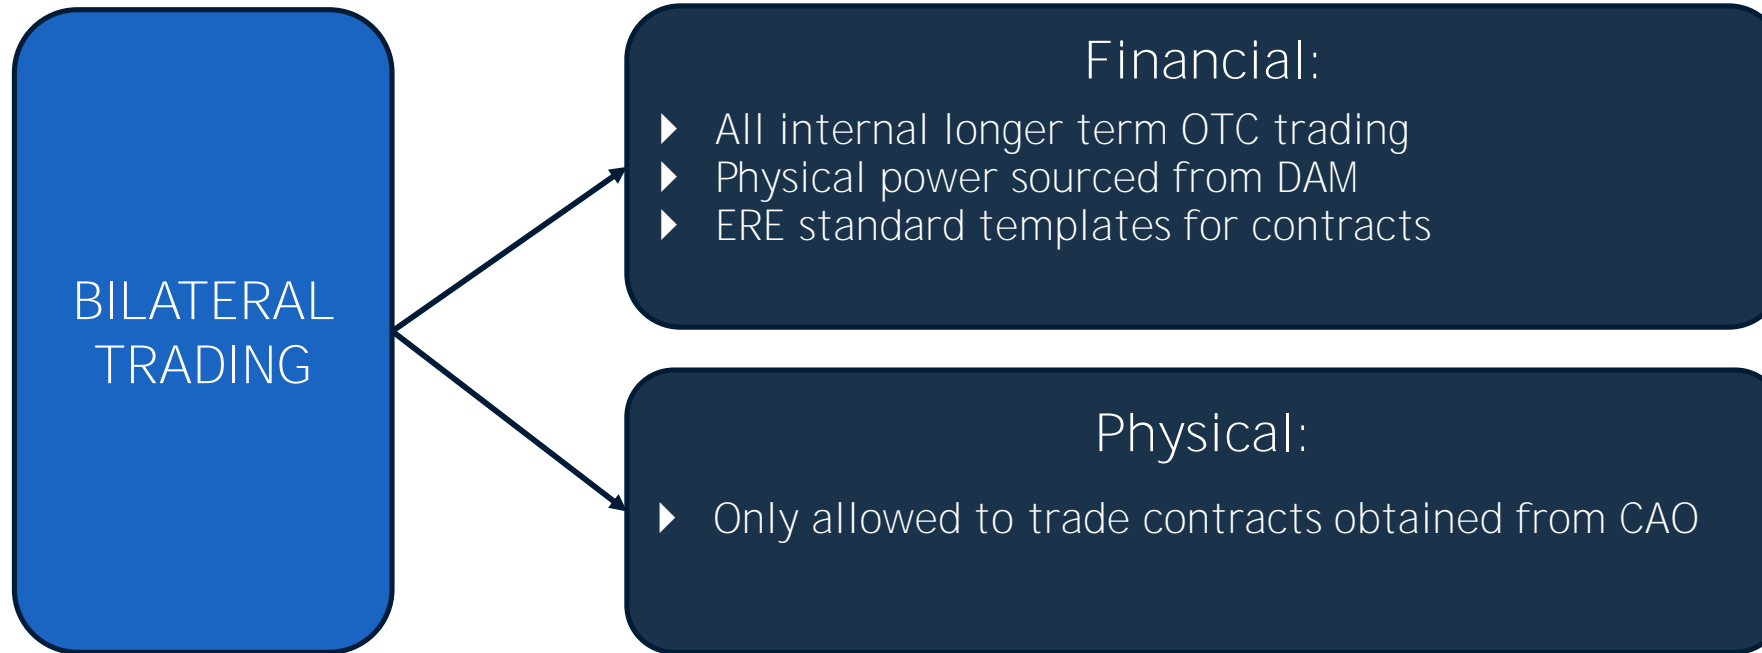 BILATERAL
TRADING
Financial:
All internal longer term OTC trading
Physical power sourced from DAM
ERE standard templates for contracts
Physical:
Only allowed to trade contracts obtained from CAO